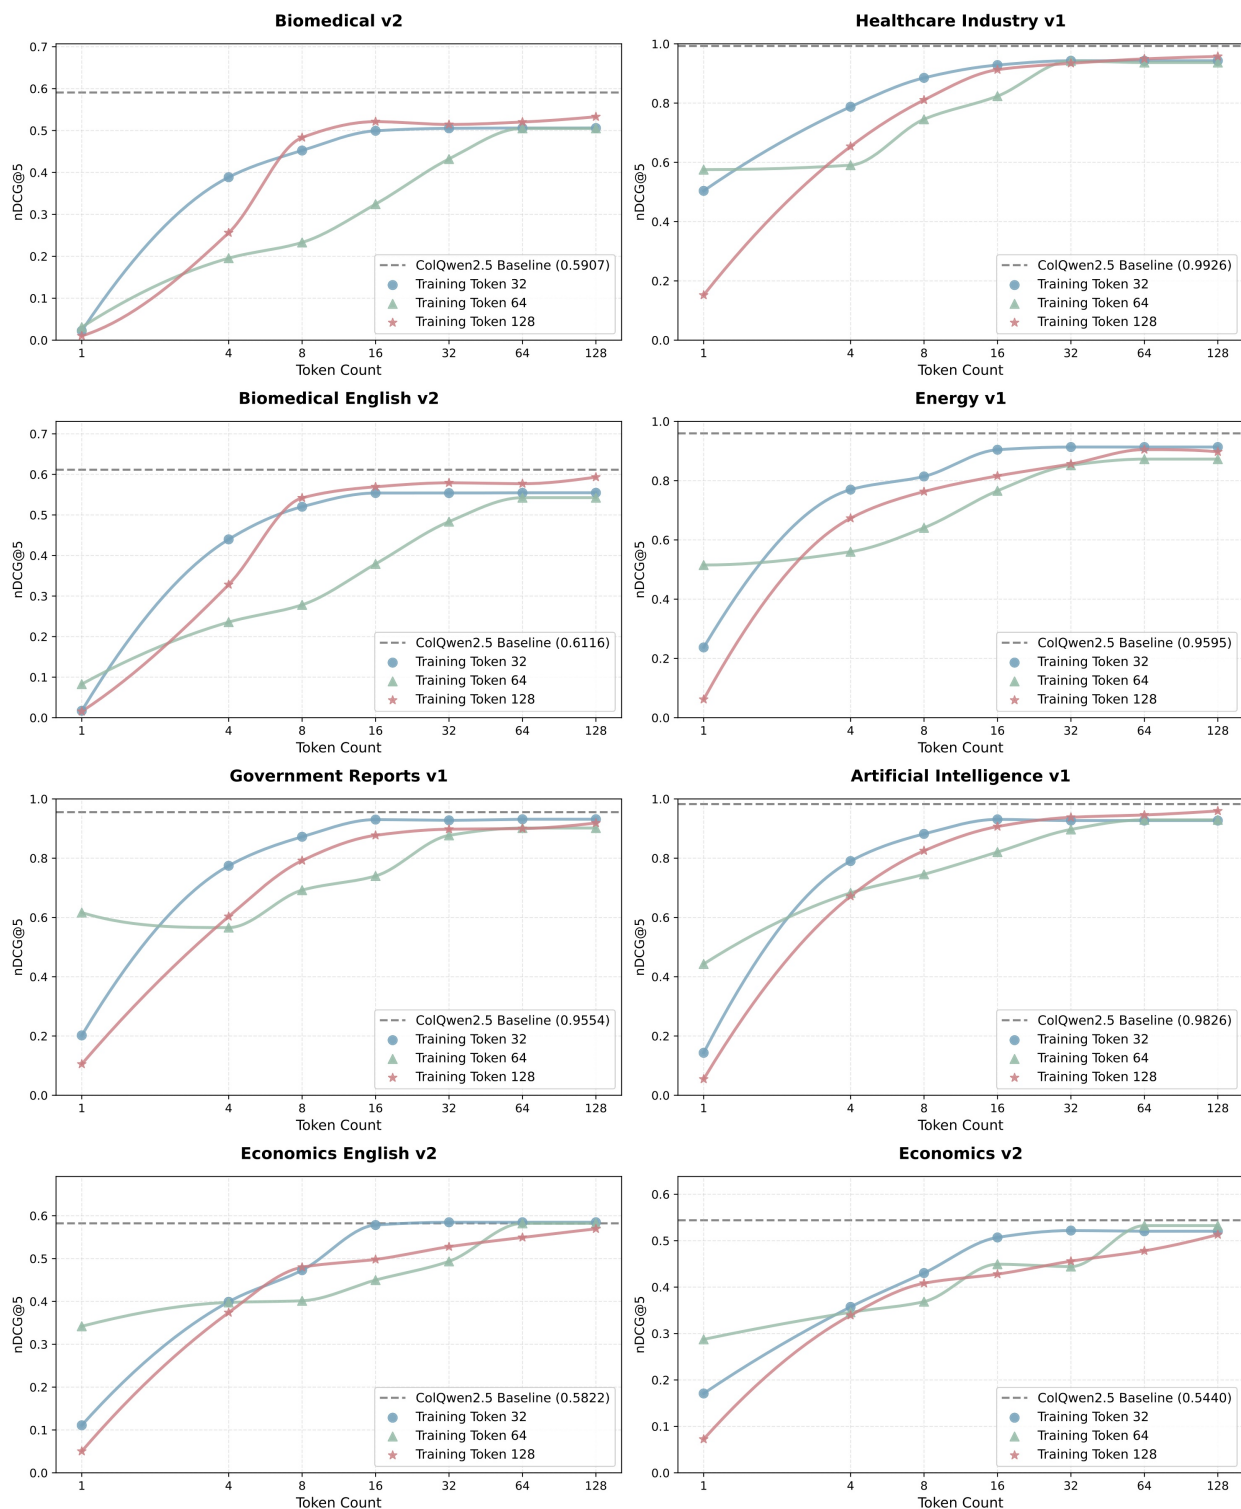 Biomedical v2
nDCG@5
0.7
0.6
0.5
0.4
0.3
0.2
0.1
0.0
ColQwen2.5 Baseline (0.5907)
Training Token 32
Training Token 64
Training Token 128
1 4 8 16 32 64 128
Token Count
Healthcare Industry v1
nDCG@5
1.0
0.8
0.6
0.4
0.2
0.0
ColQwen2.5 Baseline (0.9926)
Training Token 32
Training Token 64
Training Token 128
1 4 8 16 32 64 128
Token Count
Biomedical English v2
nDCG@5
0.7
0.6
0.5
0.4
0.3
0.2
0.1
0.0
ColQwen2.5 Baseline (0.6116)
Training Token 32
Training Token 64
Training Token 128
1 4 8 16 32 64 128
Token Count
Energy v1
nDCG@5
1.0
0.8
0.6
0.4
0.2
0.0
ColQwen2.5 Baseline (0.9595)
Training Token 32
Training Token 64
Training Token 128
1 4 8 16 32 64 128
Token Count
Government Reports v1
nDCG@5
1.0
0.8
0.6
0.4
0.2
0.0
ColQwen2.5 Baseline (0.9554)
Training Token 32
Training Token 64
Training Token 128
1 4 8 16 32 64 128
Token Count
Artificial Intelligence v1
nDCG@5
1.0
0.8
0.6
0.4
0.2
0.0
ColQwen2.5 Baseline (0.9826)
Training Token 32
Training Token 64
Training Token 128
1 4 8 16 32 64 128
Token Count
Economics English v2
nDCG@5
0.6
0.5
0.4
0.3
0.2
0.1
0.0
ColQwen2.5 Baseline (0.5822)
Training Token 32
Training Token 64
Training Token 128
1 4 8 16 32 64 128
Token Count
Economics v2
nDCG@5
0.6
0.5
0.4
0.3
0.2
0.1
0.0
ColQwen2.5 Baseline (0.5440)
Training Token 32
Training Token 64
Training Token 128
1 4 8 16 32 64 128
Token Count